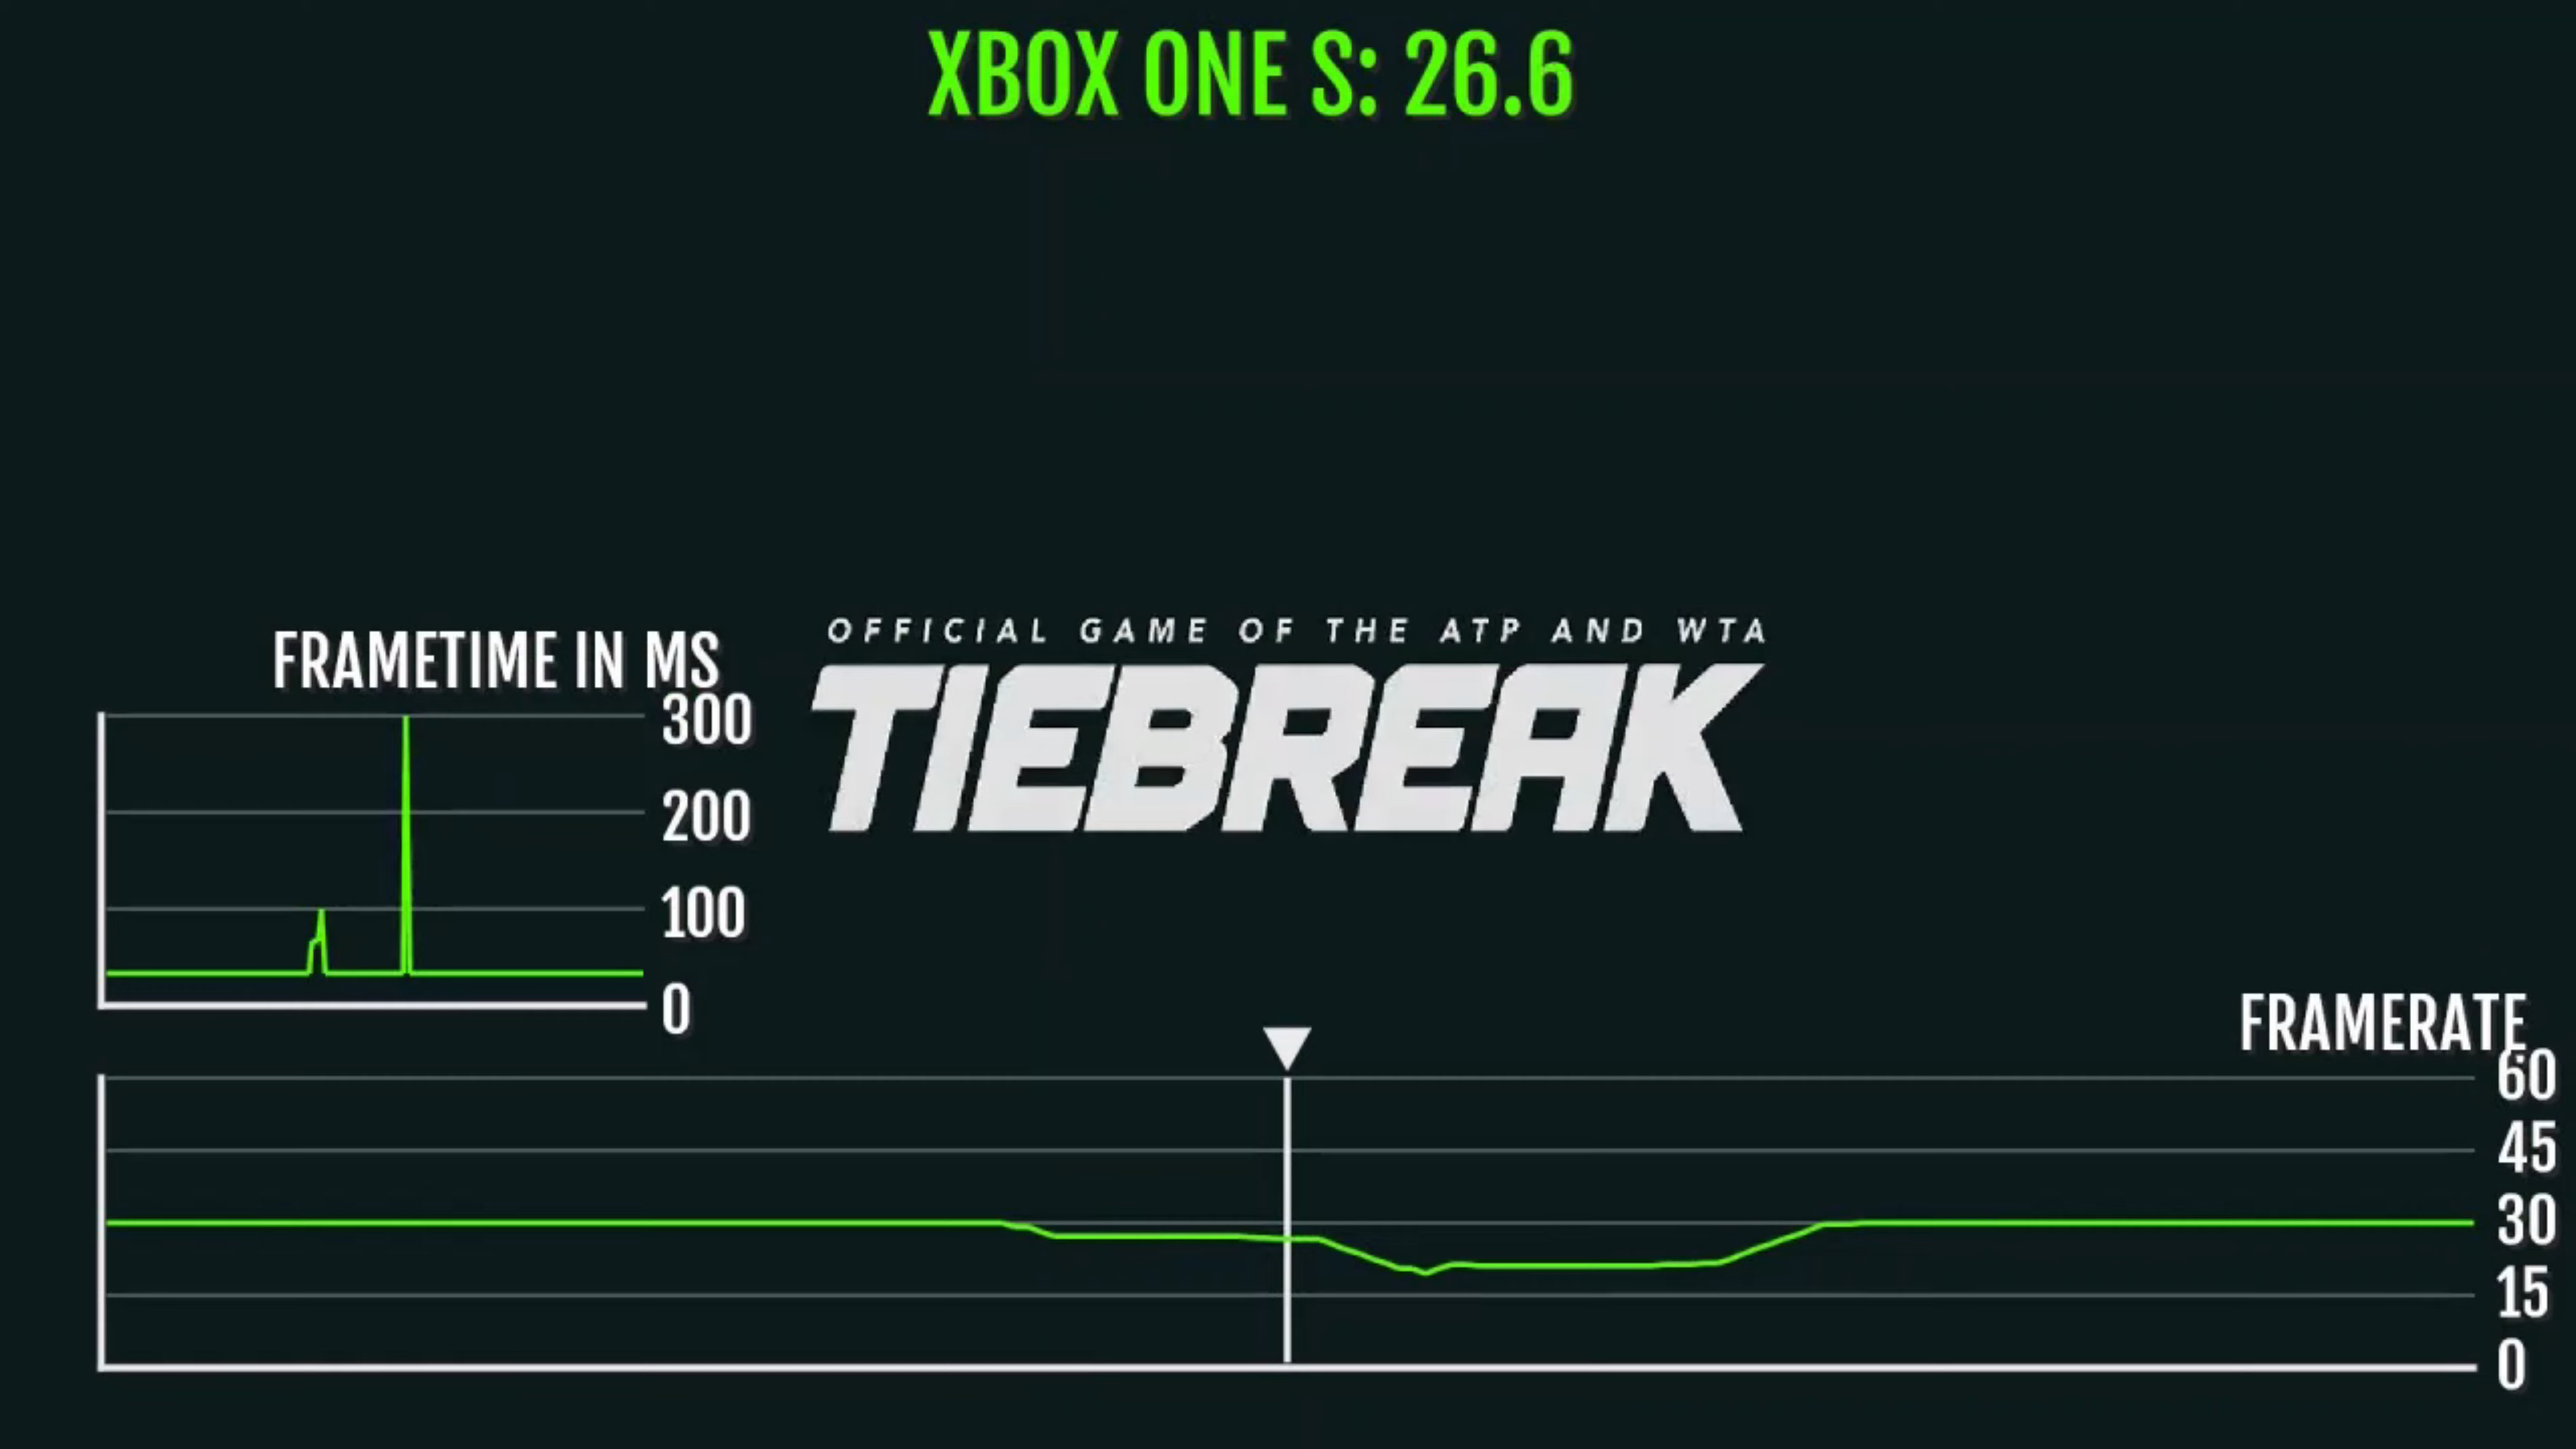 XBOX ONE S: 26.6
OFFICIAL GAME OF THE ATP AND WTA
TIEBREAK
FRAMETIME IN MS
300
200
100
0
FRAMERATE
60
45
30
15
0